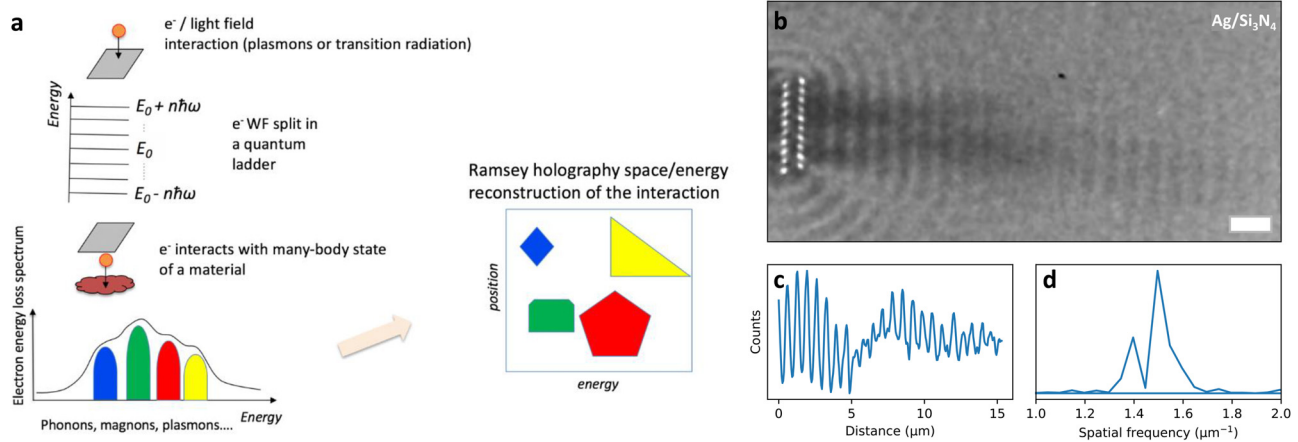 a
e⁻ / light field
interaction (plasmons or transition radiation)
Energy
E₀ + nħω
E₀
E₀ - nħω
e⁻ WF split in
a quantum
ladder
e⁻ interacts with many-body state
of a material
Electron energy loss spectrum
Energy
Phonons, magnons, plasmons....
Ramsey holography space/energy
reconstruction of the interaction
position
energy
b
Ag/Si₃N₄
c
Counts
0 5 10 15
Distance (μm)
d
1.0 1.2 1.4 1.6 1.8 2.0
Spatial frequency (μm⁻¹)